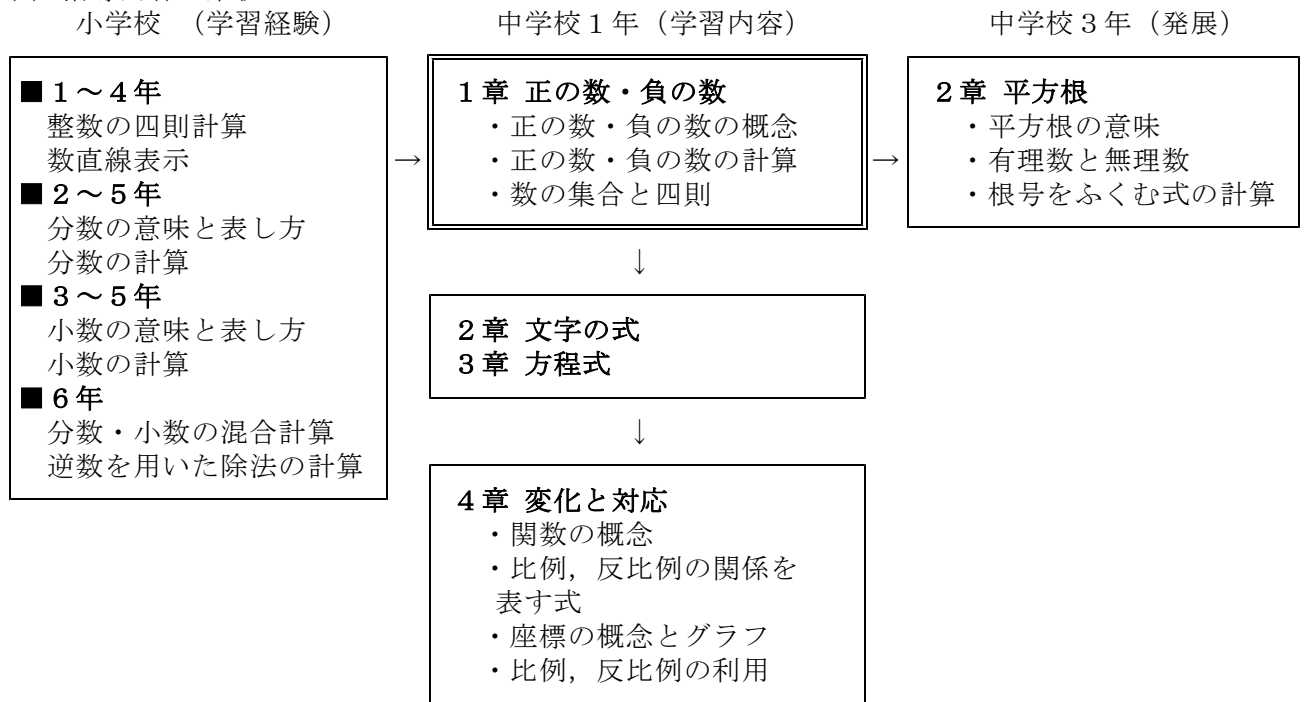 小学校 (学習経験)
中学校1年(学習内容)
中学校3年(発展)
■1~4年
整数の四則計算
数直線表示
■2~5年
分数の意味と表し方
分数の計算
■3~5年
小数の意味と表し方
小数の計算
■6年
分数・小数の混合計算
逆数を用いた除法の計算
→
1章 正の数・負の数
・正の数・負の数の概念
・正の数・負の数の計算
・数の集合と四則
→
2章 平方根
・平方根の意味
・有理数と無理数
・根号をふくむ式の計算
↓
2章 文字の式
3章 方程式
↓
4章 変化と対応
・関数の概念
・比例,反比例の関係を
表す式
・座標の概念とグラフ
・比例,反比例の利用